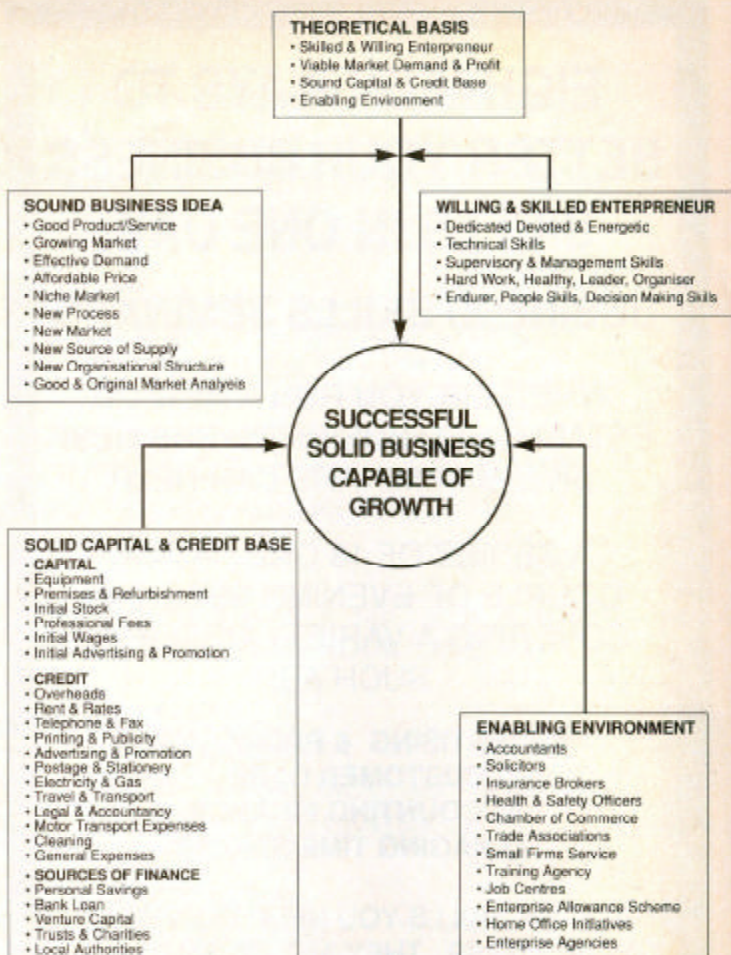 THEORETICAL BASIS
• Skilled & Willing Enterpreneur
• Viable Market Demand & Profit
• Sound Capital & Credit Base
• Enabling Environment
SOUND BUSINESS IDEA
• Good Product/Service
• Growing Market
• Effective Demand
• Affordable Price
• Niche Market
• New Process
• New Market
• New Source of Supply
• New Organisational Structure
• Good & Original Market Analysis
WILLING & SKILLED ENTERPRENEUR
• Dedicated Devoted & Energetic
• Technical Skills
• Supervisory & Management Skills
• Hard Work, Healthy, Leader, Organiser
• Endurer, People Skills, Decision Making Skills
SUCCESSFUL
SOLID BUSINESS
CAPABLE OF
GROWTH
SOLID CAPITAL & CREDIT BASE
• CAPITAL
• Equipment
• Premises & Refurbishment
• Initial Stock
• Professional Fees
• Initial Wages
• Initial Advertising & Promotion
• CREDIT
• Overheads
• Rent & Rates
• Telephone & Fax
• Printing & Publicity
• Advertising & Promotion
• Postage & Stationery
• Electricity & Gas
• Travel & Transport
• Legal & Accountancy
• Motor Transport Expenses
• Cleaning
• General Expenses
• SOURCES OF FINANCE
• Personal Savings
• Bank Loan
• Venture Capital
• Trusts & Charities
• Local Authorities
ENABLING ENVIRONMENT
• Accountants
• Solicitors
• Insurance Brokers
• Health & Safety Officers
• Chamber of Commerce
• Trade Associations
• Small Firms Service
• Training Agency
• Job Centres
• Enterprise Allowance Scheme
• Home Office Initiatives
• Enterprise Agencies